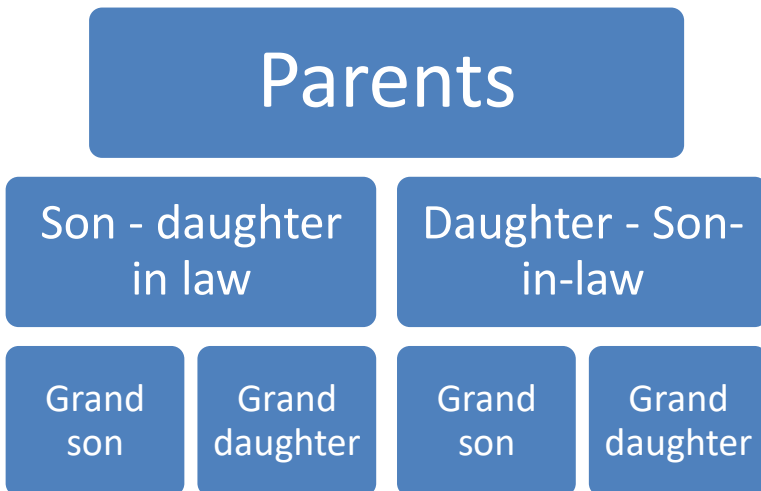 Parents
Son - daughter
in law
Daughter - Son-
in-law
Grand
son
Grand
daughter
Grand
son
Grand
daughter